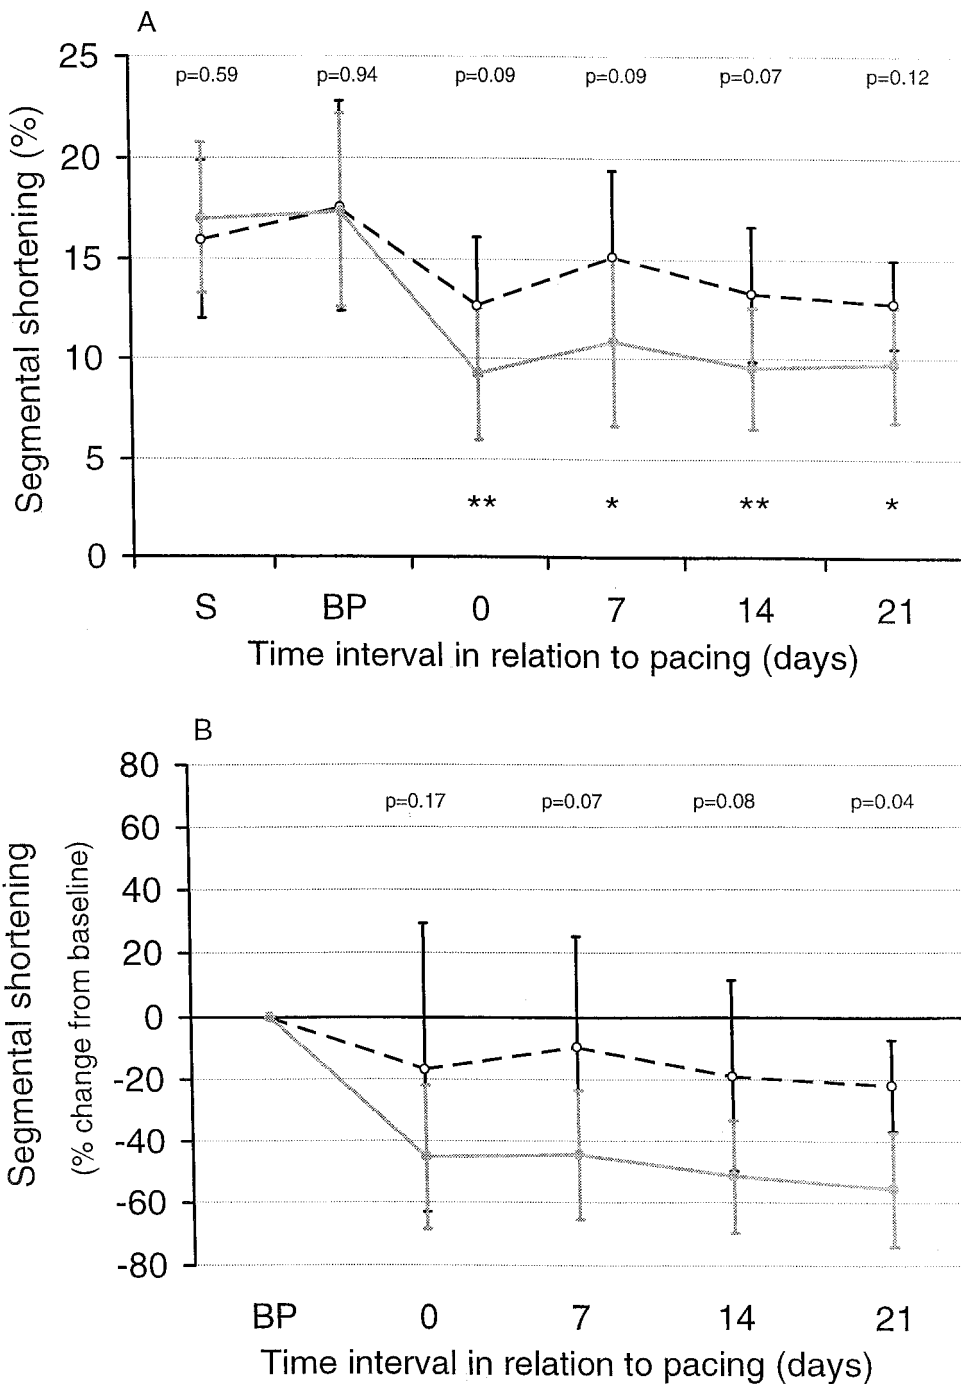 A
25
p=0.59 p=0.94 p=0.09 p=0.09 p=0.07 p=0.12
20
15
10
5
0
Segmental shortening (%)
** * ** *
S BP 0 7 14 21
Time interval in relation to pacing (days)
B
80
p=0.17 p=0.07 p=0.08 p=0.04
60
40
20
0
-20
-40
-60
-80
Segmental shortening
(% change from baseline)
BP 0 7 14 21
Time interval in relation to pacing (days)